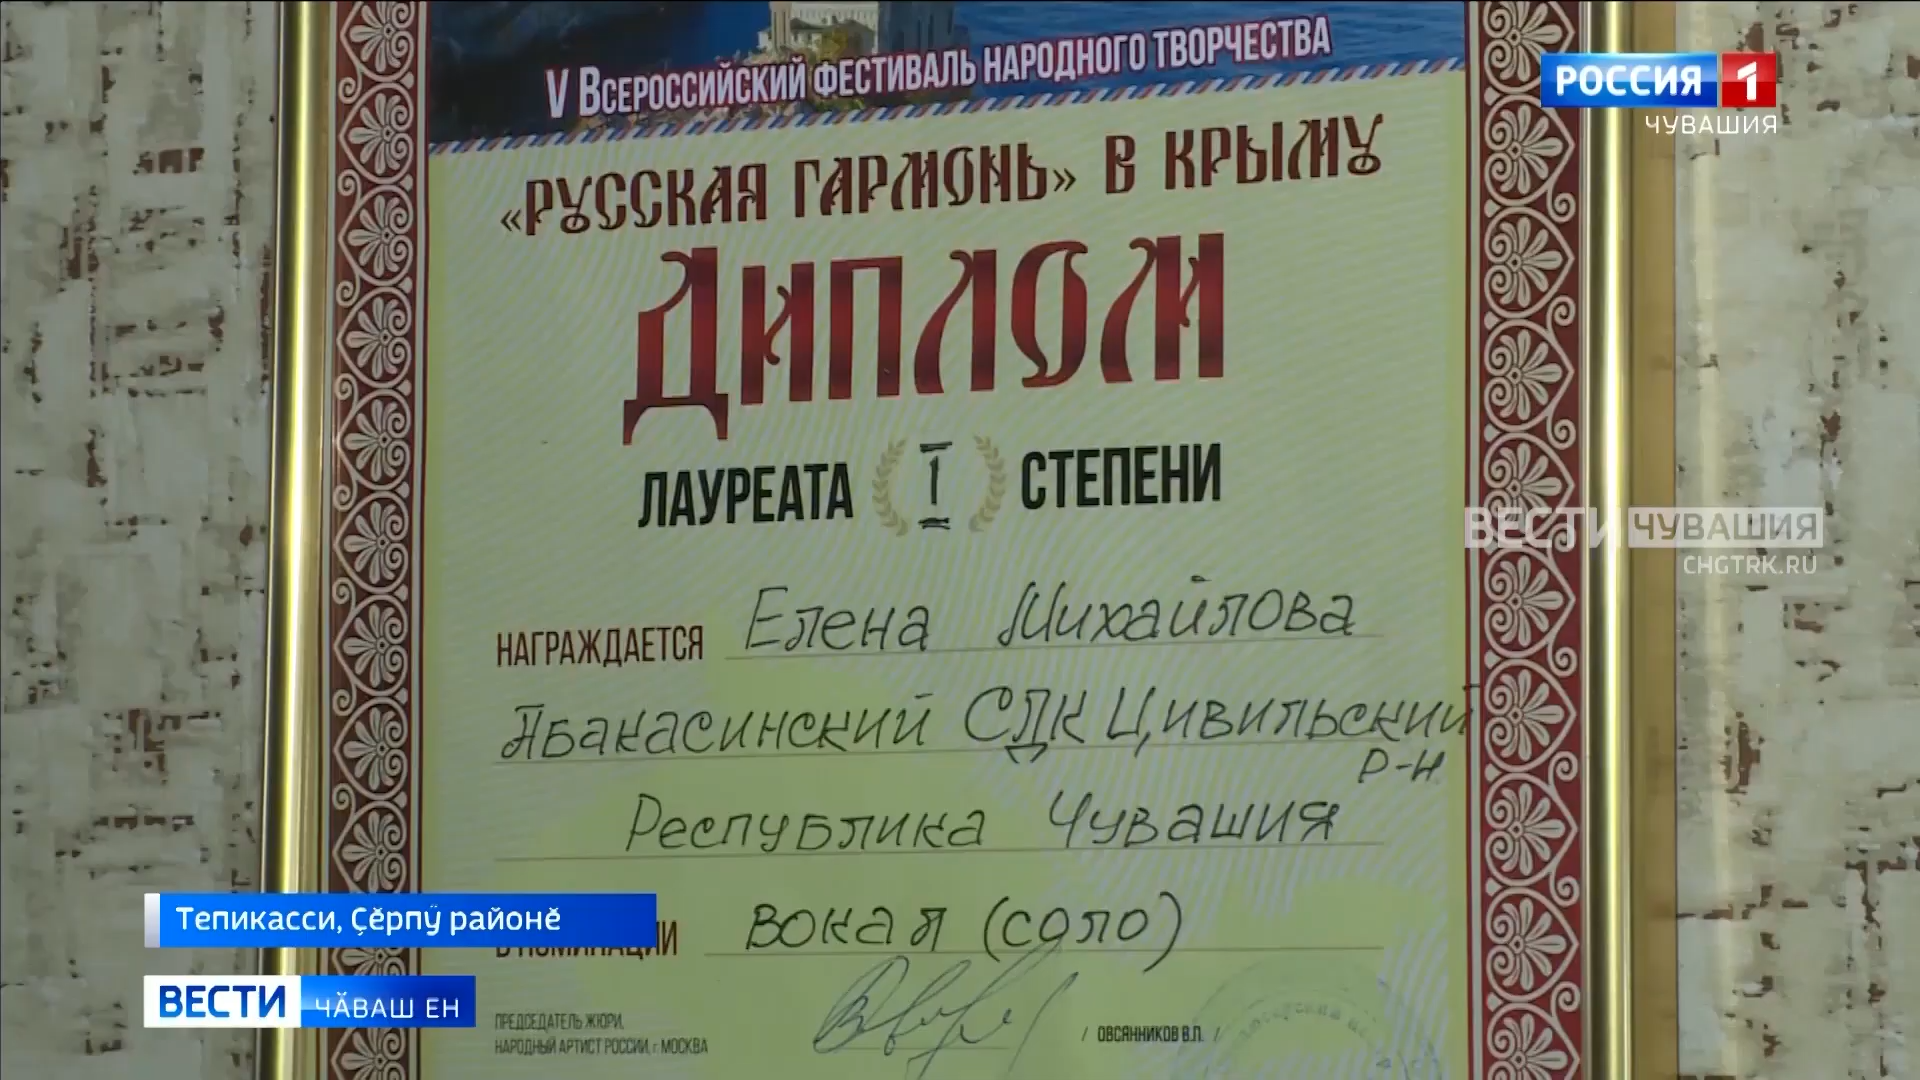 V ВСЕРОССИЙСКИЙ ФЕСТИВАЛЬ НАРОДНОГО ТВОРЧЕСТВА
РОССИЯ 1
ЧУВАШИЯ
«РУССКАЯ ГАРМОНЬ» В КРЫМУ
ДИПЛОМ
ЛАУРЕАТА I СТЕПЕНИ
ВЕСТИ ЧУВАШИЯ
CHGTRK.RU
НАГРАЖДАЕТСЯ Елена Михайлова
Абакасинский СДК Цивильский
р-н.
Республика Чувашия
Тепикасси, Ҫӗрпӳ районӗ
В НОМИНАЦИИ вокал (соло)
ВЕСТИ ЧӐВАШ ЕН
ПРЕДСЕДАТЕЛЬ ЖЮРИ,
НАРОДНЫЙ АРТИСТ РОССИИ, г. МОСКВА
/ ОВСЯННИКОВ В.П. /